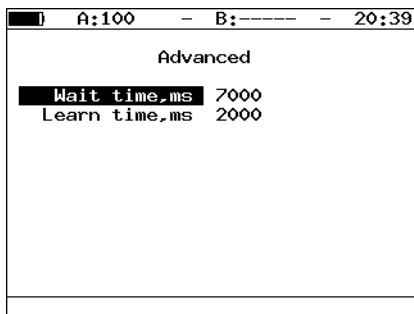 A:100 – B:----- – 20:39
Advanced
Wait time,ms 7000
Learn time,ms 2000